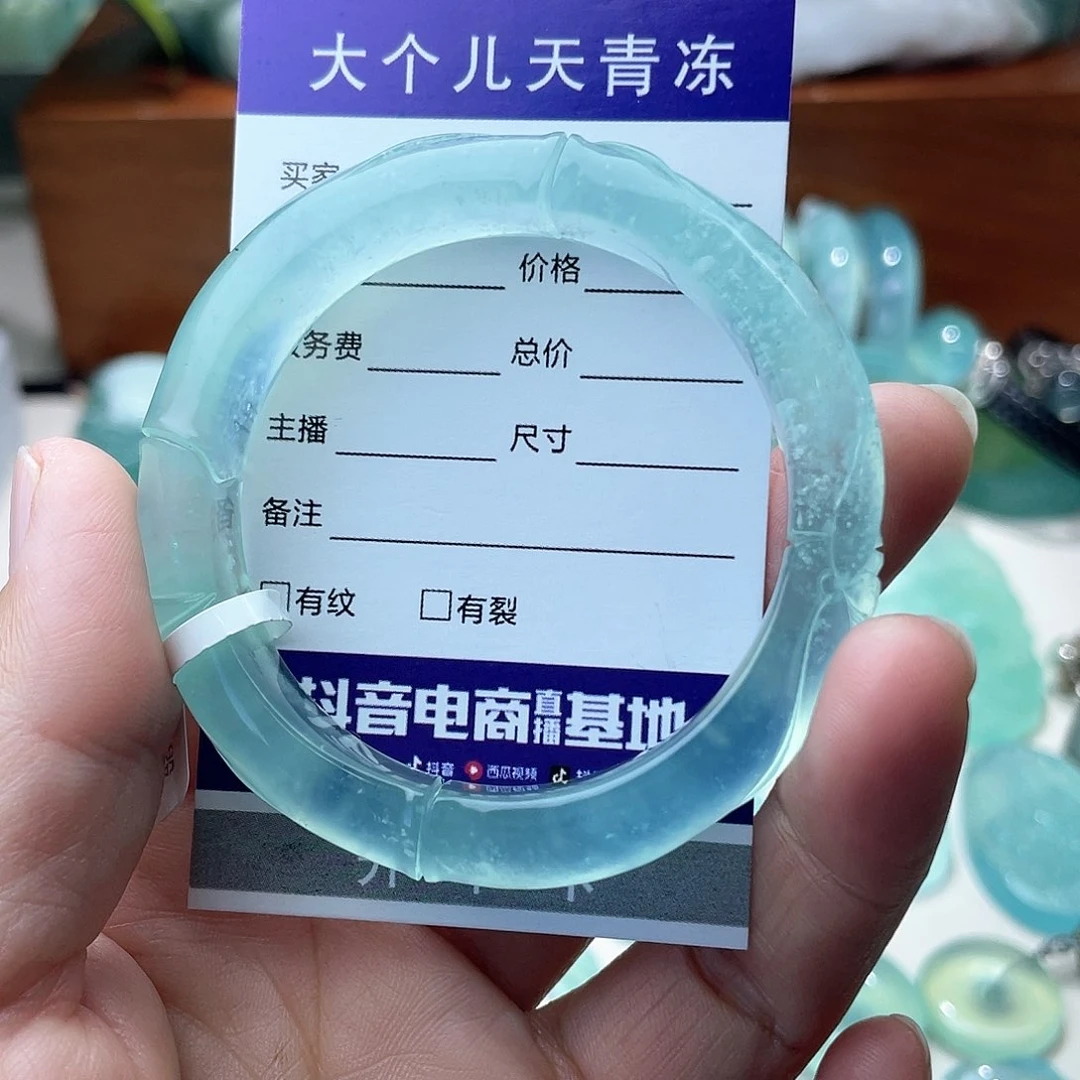 大个儿天青冻
买家
价格
务费 总价
主播 尺寸
备注
□有纹 □有裂
抖音电商直播基地
抖音 西瓜视频